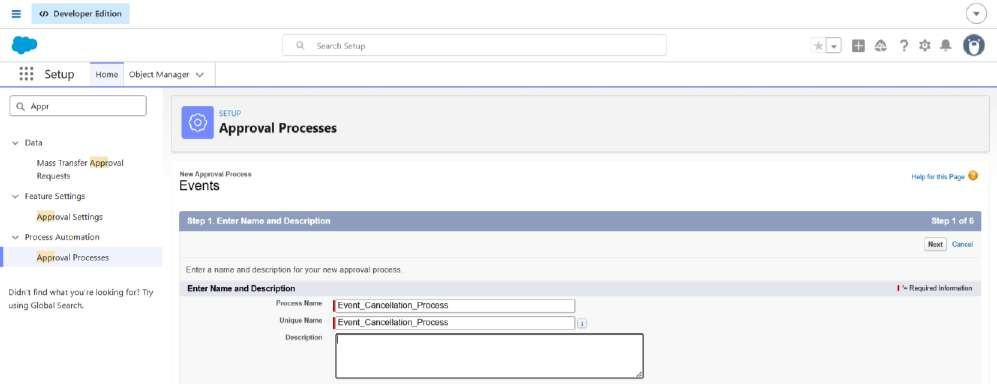 Developer Edition
Search Setup
Setup Home Object Manager
Appr
Data
Mass Transfer Approval
Requests
Feature Settings
Approval Settings
Process Automation
Approval Processes
Didn't find what you're looking for? Try
using Global Search.
SETUP
Approval Processes
New Approval Process
Events
Help for this Page
Step 1. Enter Name and Description Step 1 of 6
Next Cancel
Enter a name and description for your new approval process.
Enter Name and Description = Required Information
Process Name Event_Cancellation_Process
Unique Name Event_Cancellation_Process i
Description